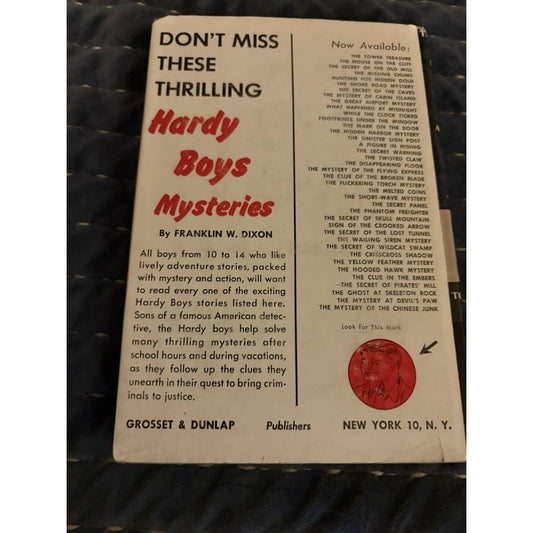 DON'T MISS
THESE
THRILLING
Hardy
Boys
Mysteries
By FRANKLIN W. DIXON
All boys from 10 to 14 who like
lively adventure stories, packed
with mystery and action, will want
to read every one of the exciting
Hardy Boys stories listed here.
Sons of a famous American detec-
tive, the Hardy boys help solve
many thrilling mysteries after
school hours and during vacations,
as they follow up the clues they
unearth in their quest to bring crim-
inals to justice.
Now Available:
THE TOWER TREASURE
THE HOUSE ON THE CLIFF
THE SECRET OF THE OLD MILL
THE MISSING CHUMS
HUNTING FOR HIDDEN GOLD
THE SHORE ROAD MYSTERY
THE SECRET OF THE CAVES
THE MYSTERY OF CABIN ISLAND
THE GREAT AIRPORT MYSTERY
WHAT HAPPENED AT MIDNIGHT
WHILE THE CLOCK TICKED
FOOTPRINTS UNDER THE WINDOW
THE MARK ON THE DOOR
THE HIDDEN HARBOR MYSTERY
THE SINISTER SIGN POST
A FIGURE IN HIDING
THE SECRET WARNING
THE TWISTED CLAW
THE DISAPPEARING FLOOR
THE MYSTERY OF THE FLYING EXPRESS
THE CLUE OF THE BROKEN BLADE
THE FLICKERING TORCH MYSTERY
THE MELTED COINS
THE SHORT-WAVE MYSTERY
THE SECRET PANEL
THE PHANTOM FREIGHTER
THE SECRET OF SKULL MOUNTAIN
SIGN OF THE CROOKED ARROW
THE SECRET OF THE LOST TUNNEL
THE WAILING SIREN MYSTERY
THE SECRET OF WILDCAT SWAMP
THE CRISSCROSS SHADOW
THE YELLOW FEATHER MYSTERY
THE HOODED HAWK MYSTERY
THE CLUE IN THE EMBERS
THE SECRET OF PIRATES' HILL
THE GHOST AT SKELETON ROCK
THE MYSTERY AT DEVIL'S PAW
THE MYSTERY OF THE CHINESE JUNK
Look For This Mark
GROSSET & DUNLAP Publishers NEW YORK 10, N. Y.